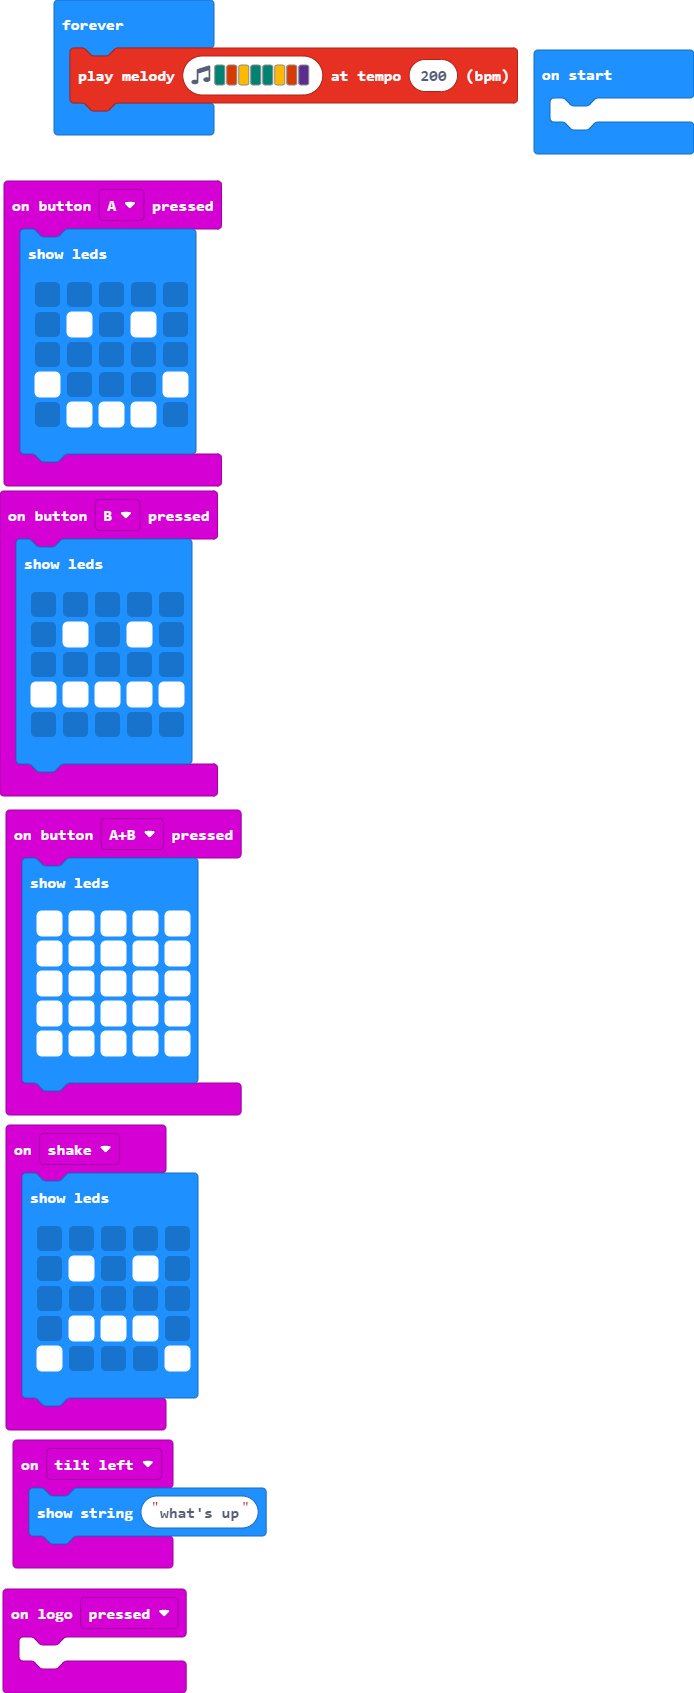 forever
play melody at tempo 200 (bpm)
on start
on button A pressed
show leds
on button B pressed
show leds
on button A+B pressed
show leds
on shake
show leds
on tilt left
show string "what's up"
on logo pressed